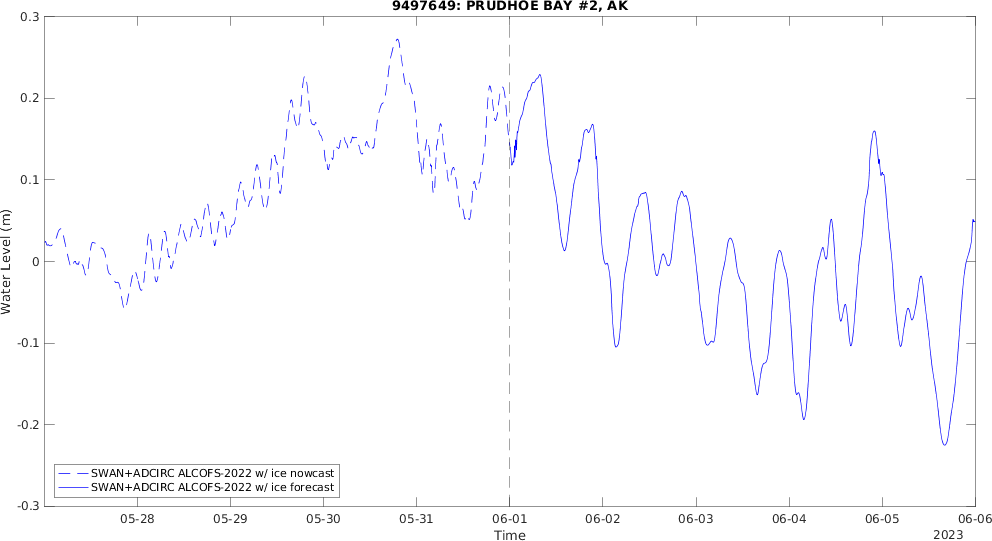 9497649: PRUDHOE BAY #2, AK
Water Level (m)
0.3
0.2
0.1
0
-0.1
-0.2
-0.3
SWAN+ADCIRC ALCOFS-2022 w/ ice nowcast
SWAN+ADCIRC ALCOFS-2022 w/ ice forecast
05-28 05-29 05-30 05-31 06-01 06-02 06-03 06-04 06-05 06-06
Time
2023